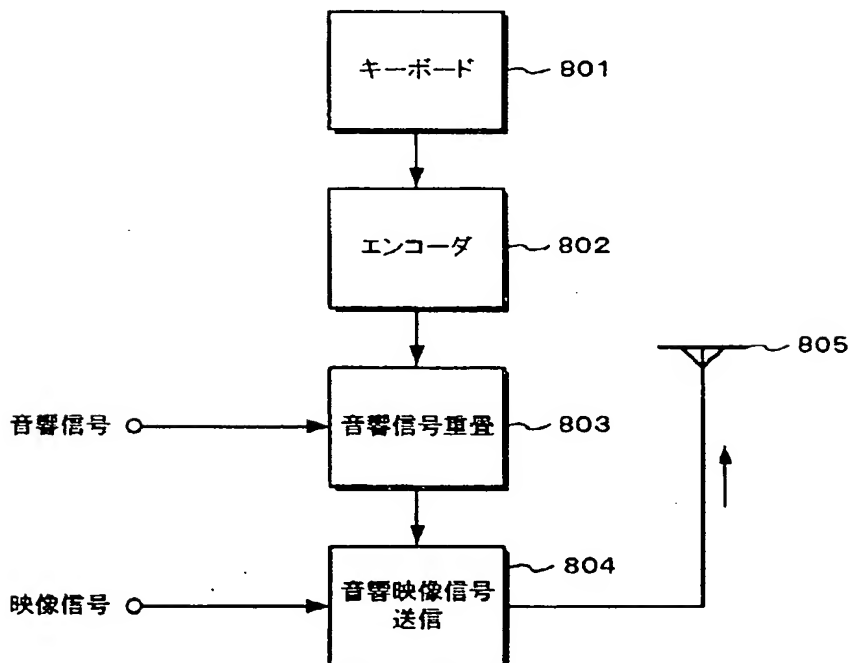 キーボード
801
エンコーダ
802
805
音響信号
音響信号重畳
803
804
映像信号
音響映像信号
送信